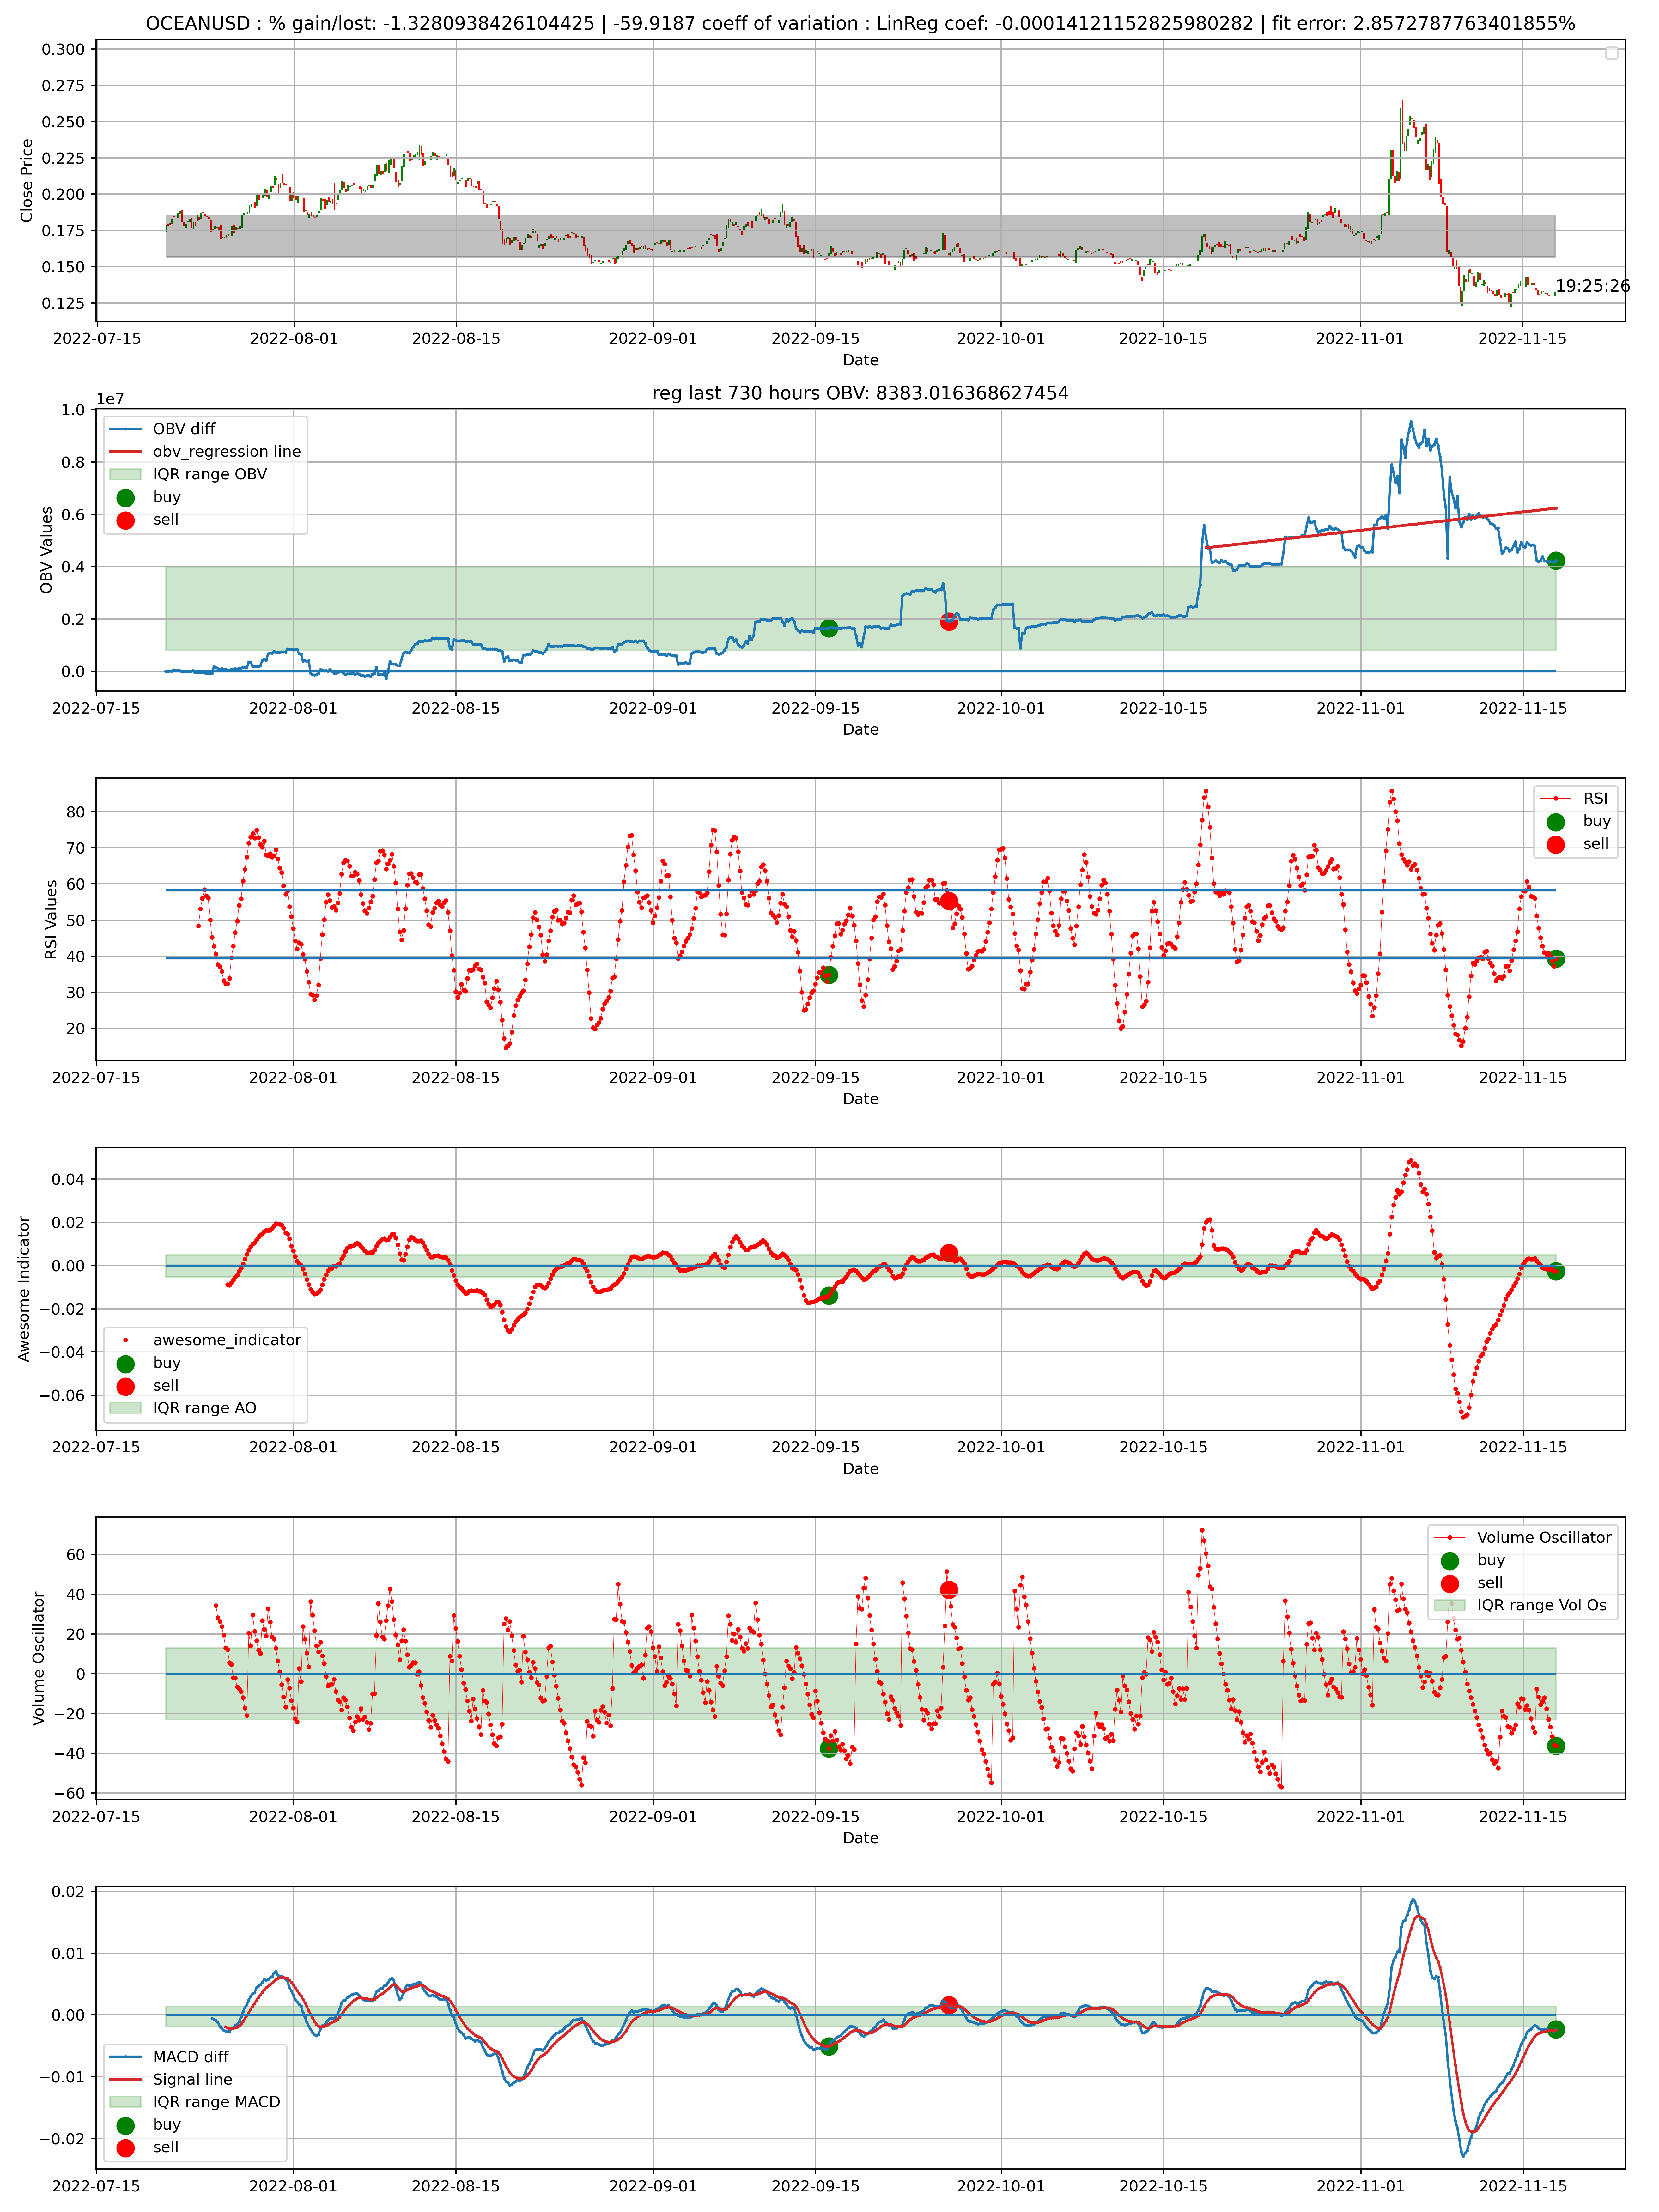 OCEANUSD : % gain/lost: -1.3280938426104425 | -59.9187 coeff of variation : LinReg coef: -0.00014121152825980282 | fit error: 2.8572787763401855%
0.300
0.275
0.250
0.225
0.200
0.175
0.150
0.125
Close Price
19:25:26
2022-07-15 2022-08-01 2022-08-15 2022-09-01 2022-09-15 2022-10-01 2022-10-15 2022-11-01 2022-11-15
Date
reg last 730 hours OBV: 8383.016368627454
1e7
1.0
0.8
0.6
0.4
0.2
0.0
OBV Values
OBV diff
obv_regression line
IQR range OBV
buy
sell
2022-07-15 2022-08-01 2022-08-15 2022-09-01 2022-09-15 2022-10-01 2022-10-15 2022-11-01 2022-11-15
Date
80
70
60
50
40
30
20
RSI Values
RSI
buy
sell
2022-07-15 2022-08-01 2022-08-15 2022-09-01 2022-09-15 2022-10-01 2022-10-15 2022-11-01 2022-11-15
Date
0.04
0.02
0.00
−0.02
−0.04
−0.06
Awesome Indicator
awesome_indicator
buy
sell
IQR range AO
2022-07-15 2022-08-01 2022-08-15 2022-09-01 2022-09-15 2022-10-01 2022-10-15 2022-11-01 2022-11-15
Date
60
40
20
0
−20
−40
−60
Volume Oscillator
Volume Oscillator
buy
sell
IQR range Vol Os
2022-07-15 2022-08-01 2022-08-15 2022-09-01 2022-09-15 2022-10-01 2022-10-15 2022-11-01 2022-11-15
Date
0.02
0.01
0.00
−0.01
−0.02
MACD diff
Signal line
IQR range MACD
buy
sell
2022-07-15 2022-08-01 2022-08-15 2022-09-01 2022-09-15 2022-10-01 2022-10-15 2022-11-01 2022-11-15